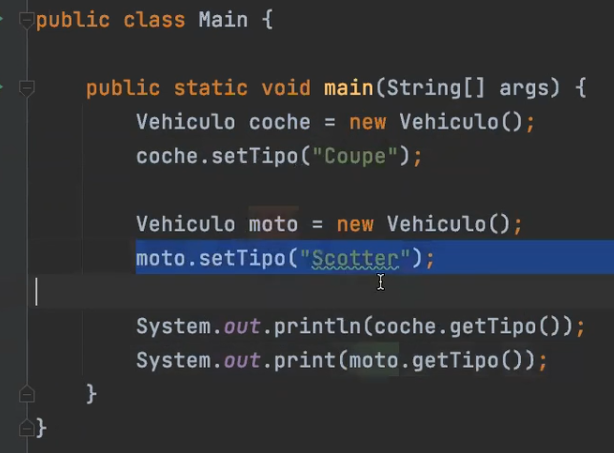 public class Main {
public static void main(String[] args) {
Vehiculo coche = new Vehiculo();
coche.setTipo("Coupe");
Vehiculo moto = new Vehiculo();
moto.setTipo("Scotter");
System.out.println(coche.getTipo());
System.out.print(moto.getTipo());
}
}